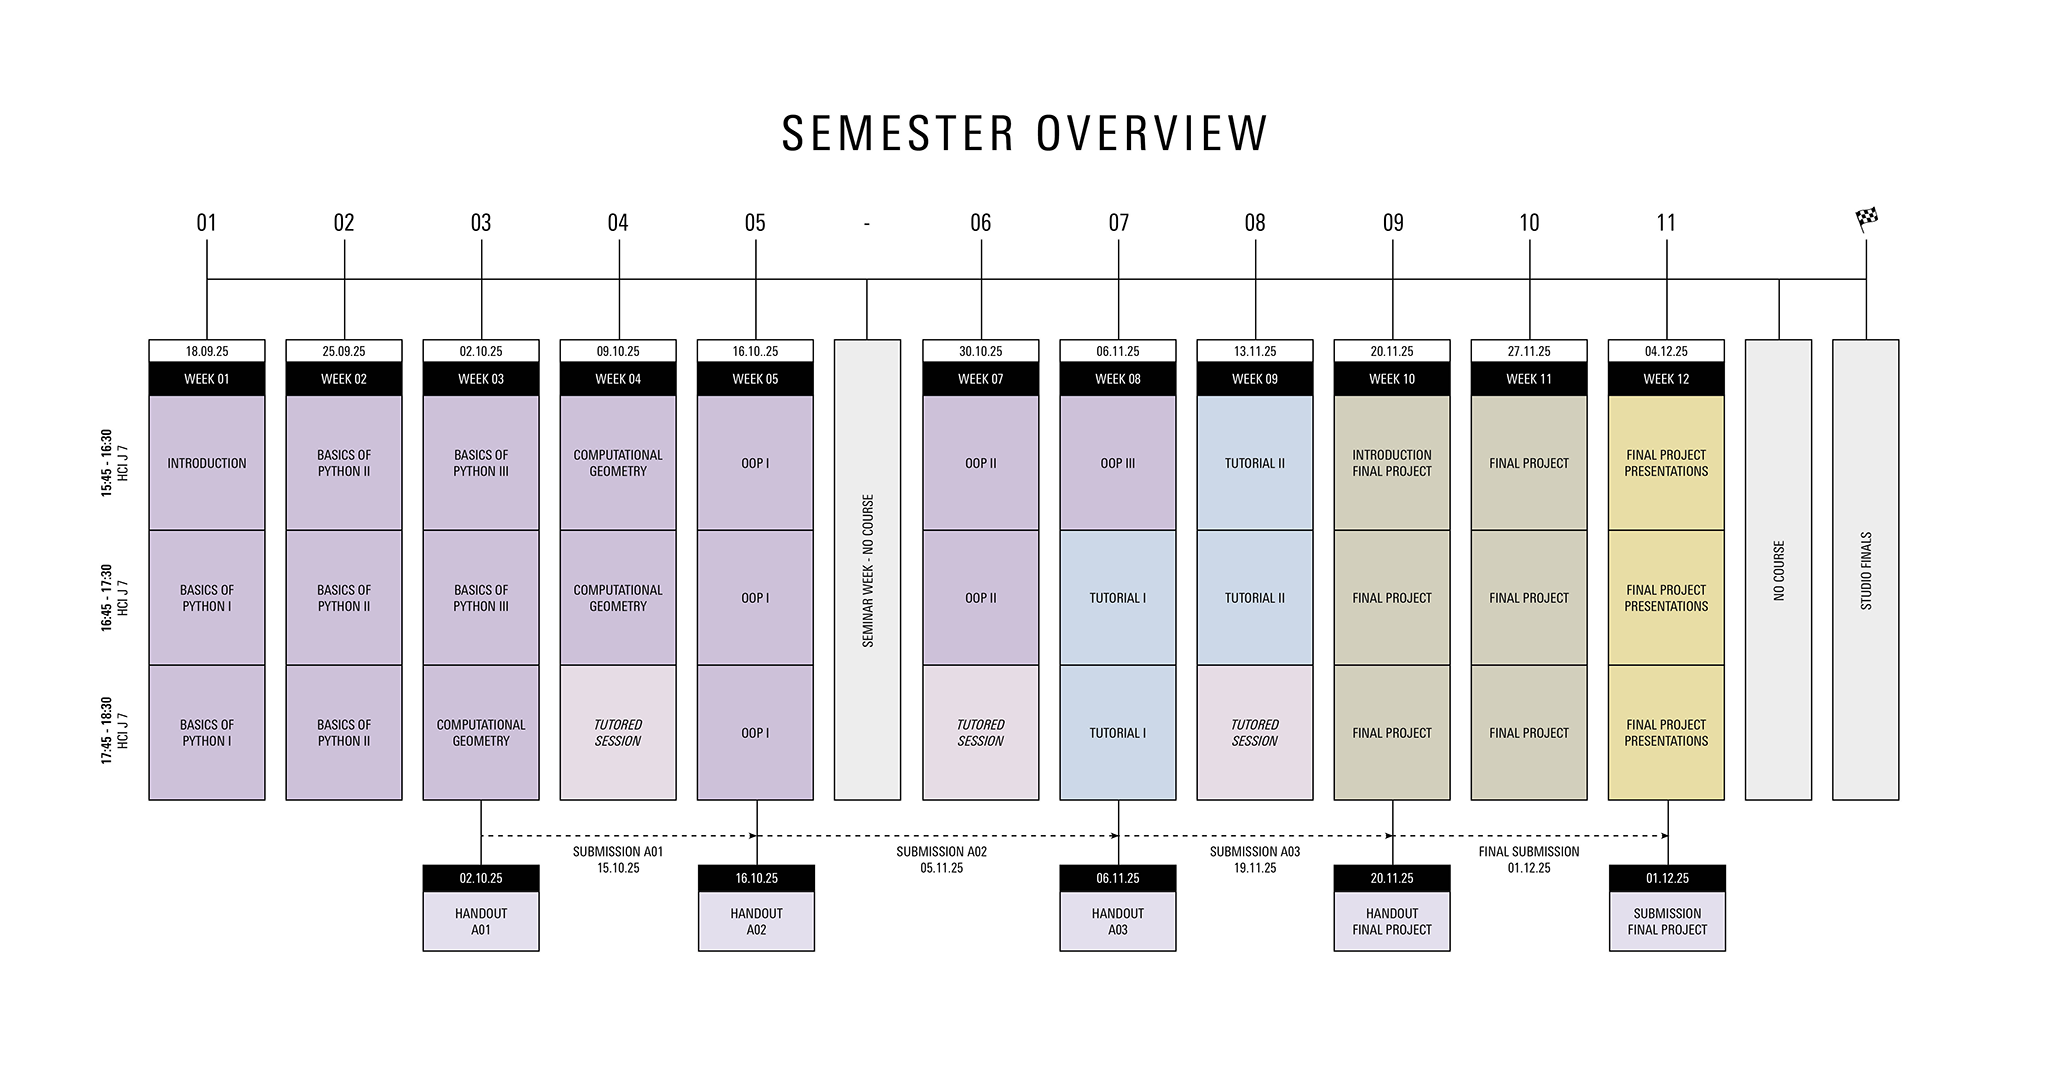 SEMESTER OVERVIEW
01
02
03
04
05
-
06
07
08
09
10
11
15:45 - 16:30
HCI J 7
16:45 - 17:30
HCI J 7
17:45 - 18:30
HCI J 7
18.09.25
WEEK 01
INTRODUCTION
BASICS OF
PYTHON I
BASICS OF
PYTHON I
25.09.25
WEEK 02
BASICS OF
PYTHON II
BASICS OF
PYTHON II
BASICS OF
PYTHON II
02.10.25
WEEK 03
BASICS OF
PYTHON III
BASICS OF
PYTHON III
COMPUTATIONAL
GEOMETRY
09.10.25
WEEK 04
COMPUTATIONAL
GEOMETRY
COMPUTATIONAL
GEOMETRY
TUTORED
SESSION
16.10..25
WEEK 05
OOP I
OOP I
OOP I
SEMINAR WEEK - NO COURSE
30.10.25
WEEK 07
OOP II
OOP II
TUTORED
SESSION
06.11.25
WEEK 08
OOP III
TUTORIAL I
TUTORIAL I
13.11.25
WEEK 09
TUTORIAL II
TUTORIAL II
TUTORED
SESSION
20.11.25
WEEK 10
INTRODUCTION
FINAL PROJECT
FINAL PROJECT
FINAL PROJECT
27.11.25
WEEK 11
FINAL PROJECT
FINAL PROJECT
FINAL PROJECT
04.12.25
WEEK 12
FINAL PROJECT
PRESENTATIONS
FINAL PROJECT
PRESENTATIONS
FINAL PROJECT
PRESENTATIONS
NO COURSE
STUDIO FINALS
SUBMISSION A01
15.10.25
SUBMISSION A02
05.11.25
SUBMISSION A03
19.11.25
FINAL SUBMISSION
01.12.25
02.10.25
HANDOUT
A01
16.10.25
HANDOUT
A02
06.11.25
HANDOUT
A03
20.11.25
HANDOUT
FINAL PROJECT
01.12.25
SUBMISSION
FINAL PROJECT